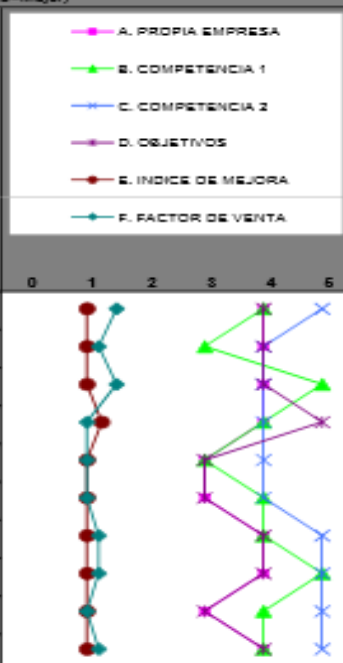 A. PROPIA EMPRESA
B. COMPETENCIA 1
C. COMPETENCIA 2
D. OBJETIVOS
E. INDICE DE MEJORA
F. FACTOR DE VENTA
0 1 2 3 4 5